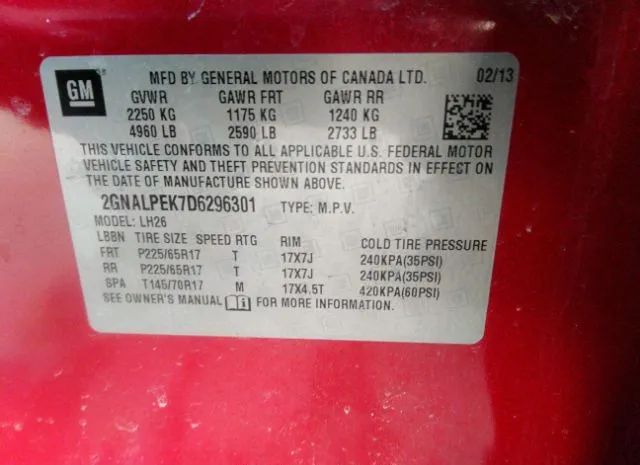 GM
MFD BY GENERAL MOTORS OF CANADA LTD. 02/13
GVWR GAWR FRT GAWR RR
2250 KG 1175 KG 1240 KG
4960 LB 2590 LB 2733 LB
THIS VEHICLE CONFORMS TO ALL APPLICABLE U.S. FEDERAL MOTOR
VEHICLE SAFETY AND THEFT PREVENTION STANDARDS IN EFFECT ON
THE DATE OF MANUFACTURE SHOWN ABOVE.
2GNALPEK7D6296301 TYPE: M.P.V.
MODEL: LH26
LBBN TIRE SIZE SPEED RTG RIM COLD TIRE PRESSURE
FRT P225/65R17 T 17X7J 240KPA(35PSI)
RR P225/65R17 T 17X7J 240KPA(35PSI)
SPA T145/70R17 M 17X4.5T 420KPA(60PSI)
SEE OWNER'S MANUAL FOR MORE INFORMATION.